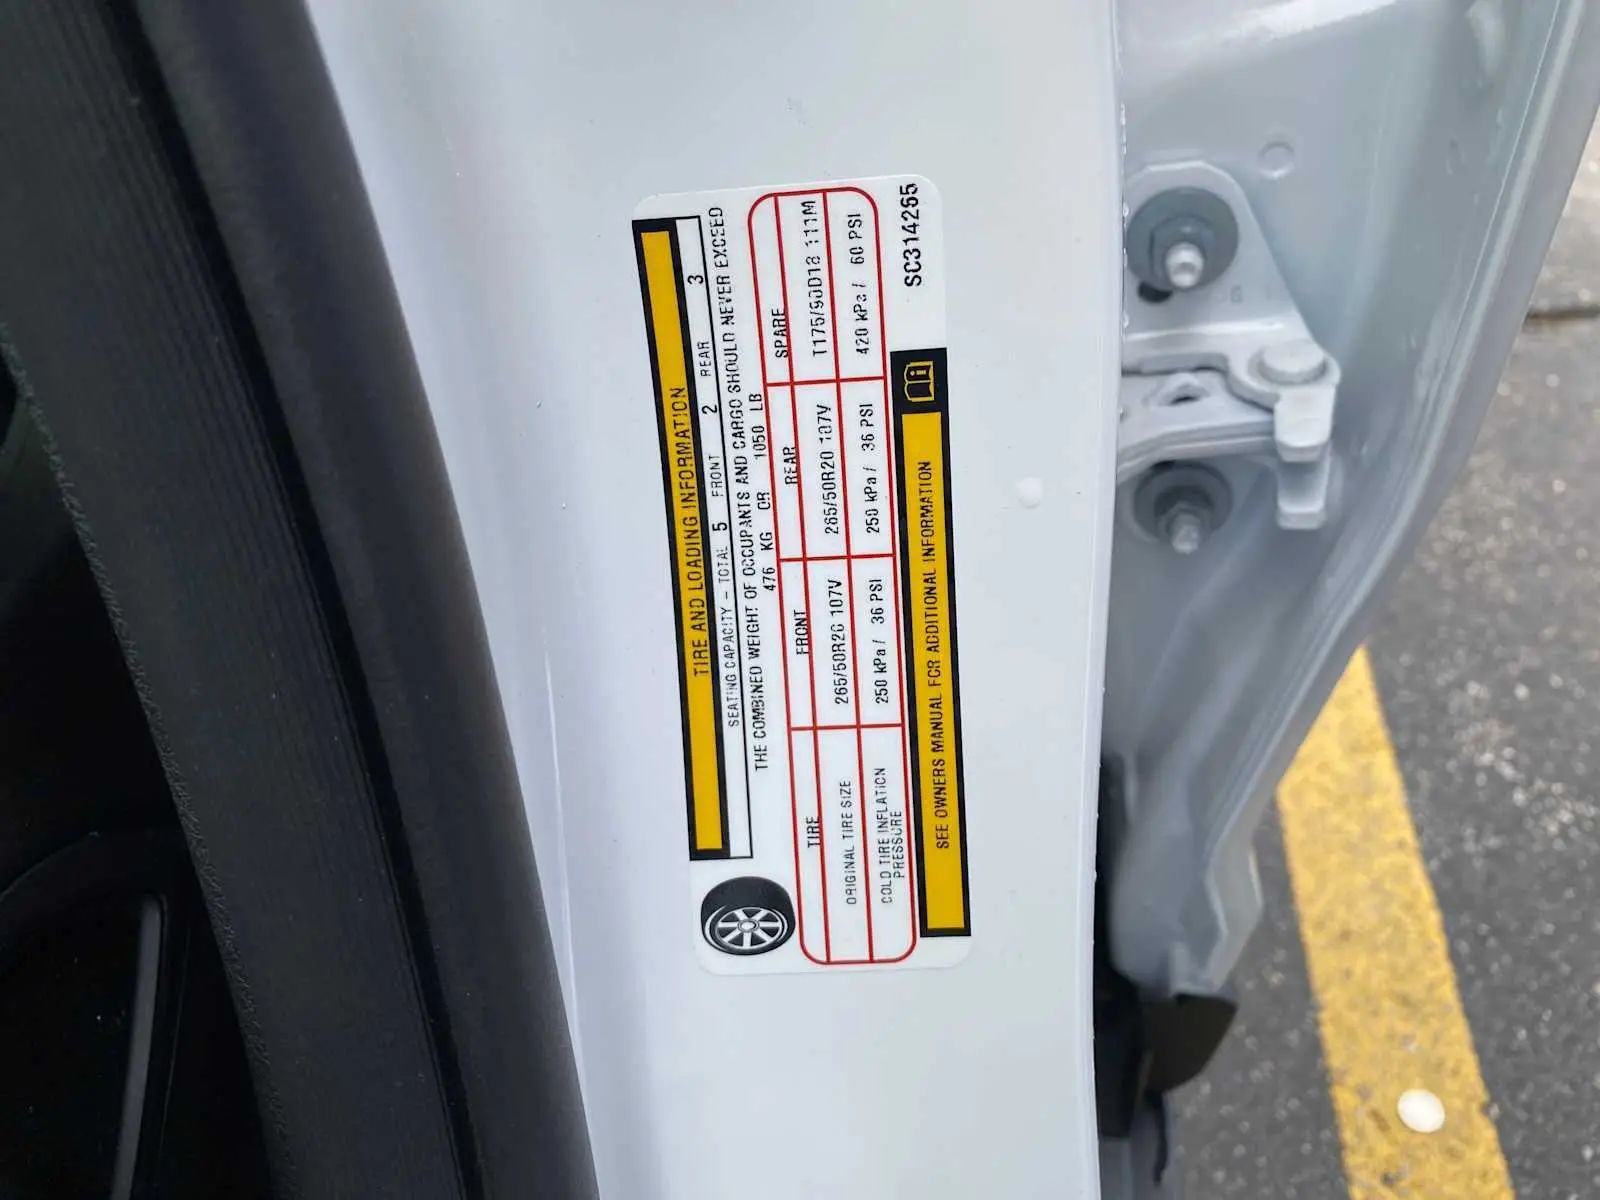 TIRE AND LOADING INFORMATION
SEATING CAPACITY – TOTAL 5 FRONT 2 REAR 3
THE COMBINED WEIGHT OF OCCUPANTS AND CARGO SHOULD NEVER EXCEED
476 KG OR 1050 LB
TIRE FRONT REAR SPARE
ORIGINAL TIRE SIZE 265/50R20 107V 265/50R20 107V T175/90D18 111M
COLD TIRE INFLATION PRESSURE 250 kPa / 36 PSI 250 kPa / 36 PSI 420 kPa / 60 PSI
SEE OWNERS MANUAL FOR ADDITIONAL INFORMATION
SC314265